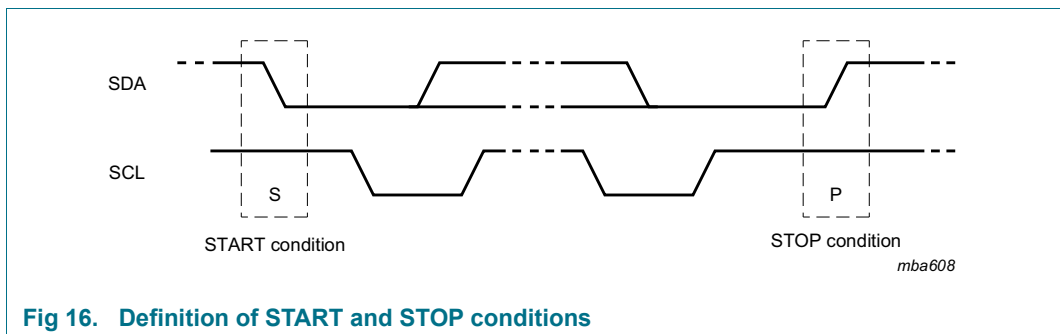 SDA
SCL
S
P
START condition
STOP condition
mba608
Fig 16. Definition of START and STOP conditions